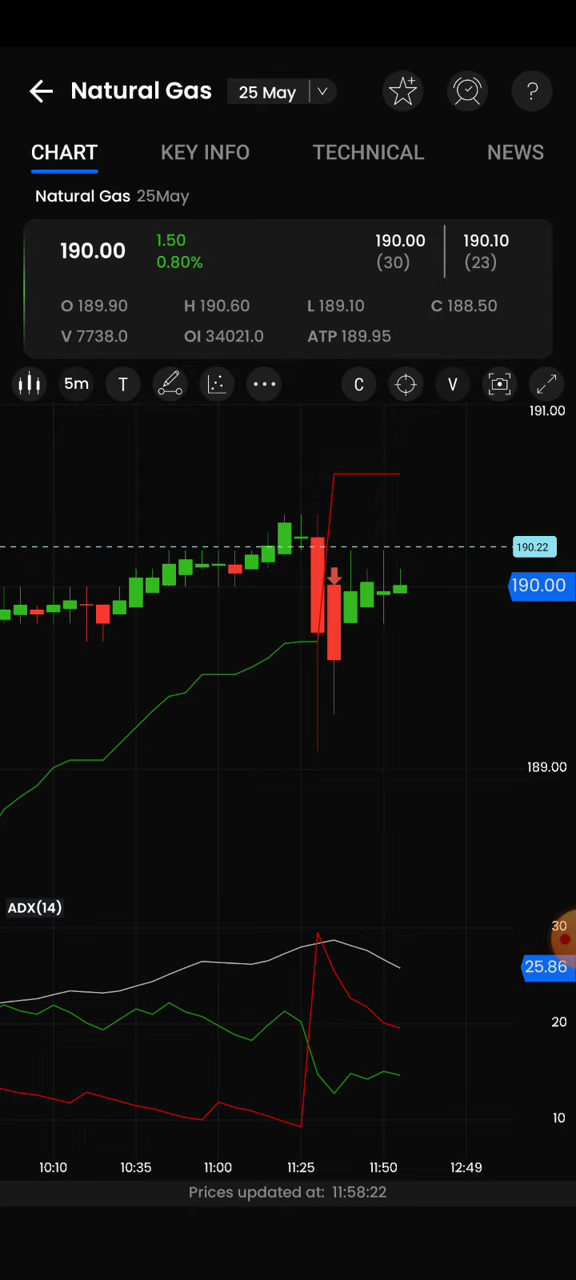 Natural Gas 25 May ?
CHART KEY INFO TECHNICAL NEWS
Natural Gas 25May
190.00 1.50 190.00 190.10
0.80% (30) (23)
O 189.90 H 190.60 L 189.10 C 188.50
V 7738.0 OI 34021.0 ATP 189.95
5m T C V
191.00
190.22
190.00
189.00
ADX(14)
30
25.86
20
10
10:10 10:35 11:00 11:25 11:50 12:49
Prices updated at: 11:58:22